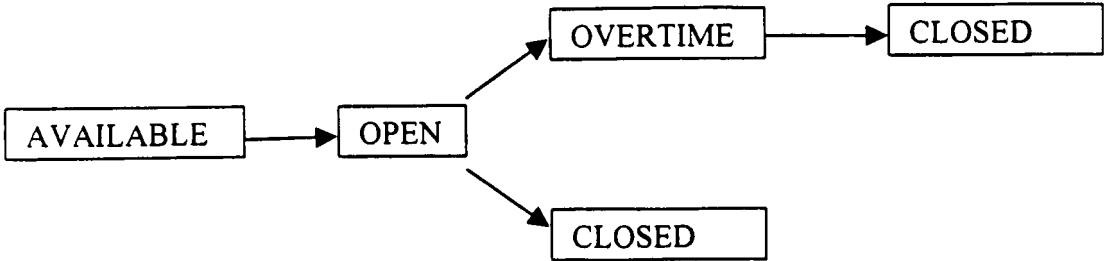 OVERTIME
CLOSED
AVAILABLE
OPEN
CLOSED